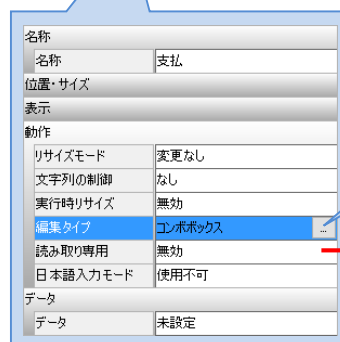 名称
名称 支払
位置・サイズ
表示
動作
リサイズモード 変更なし
文字列の制御 なし
実行時リサイズ 無効
編集タイプ コンボボックス ...
読み取り専用 無効
日本語入力モード 使用不可
データ
データ 未設定